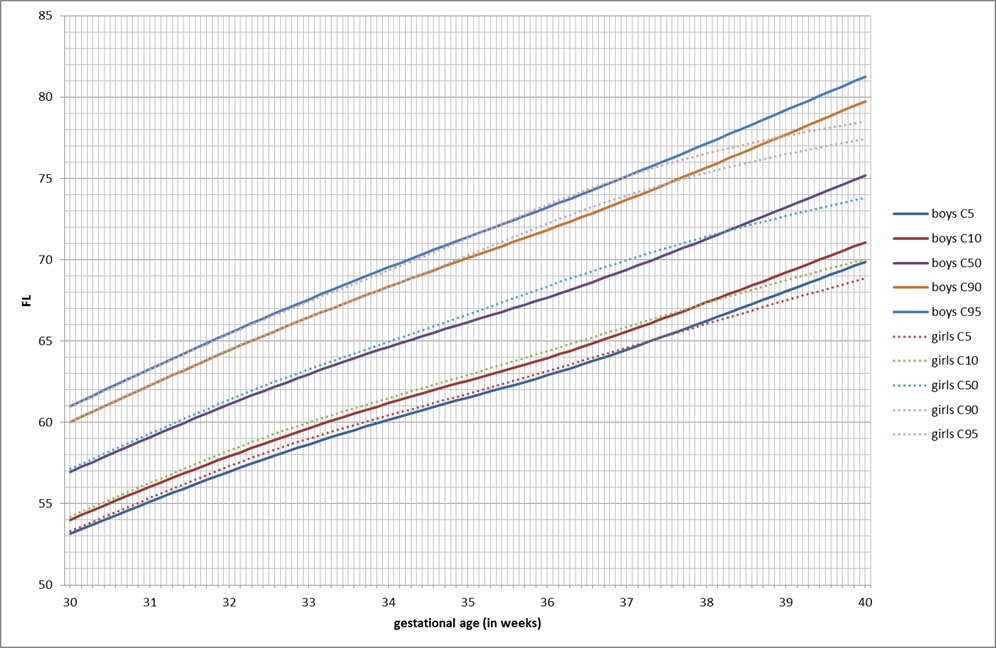 85
80
75
70
65
60
55
50
FL
30 31 32 33 34 35 36 37 38 39 40
gestational age (in weeks)
boys C5
boys C10
boys C50
boys C90
boys C95
girls C5
girls C10
girls C50
girls C90
girls C95